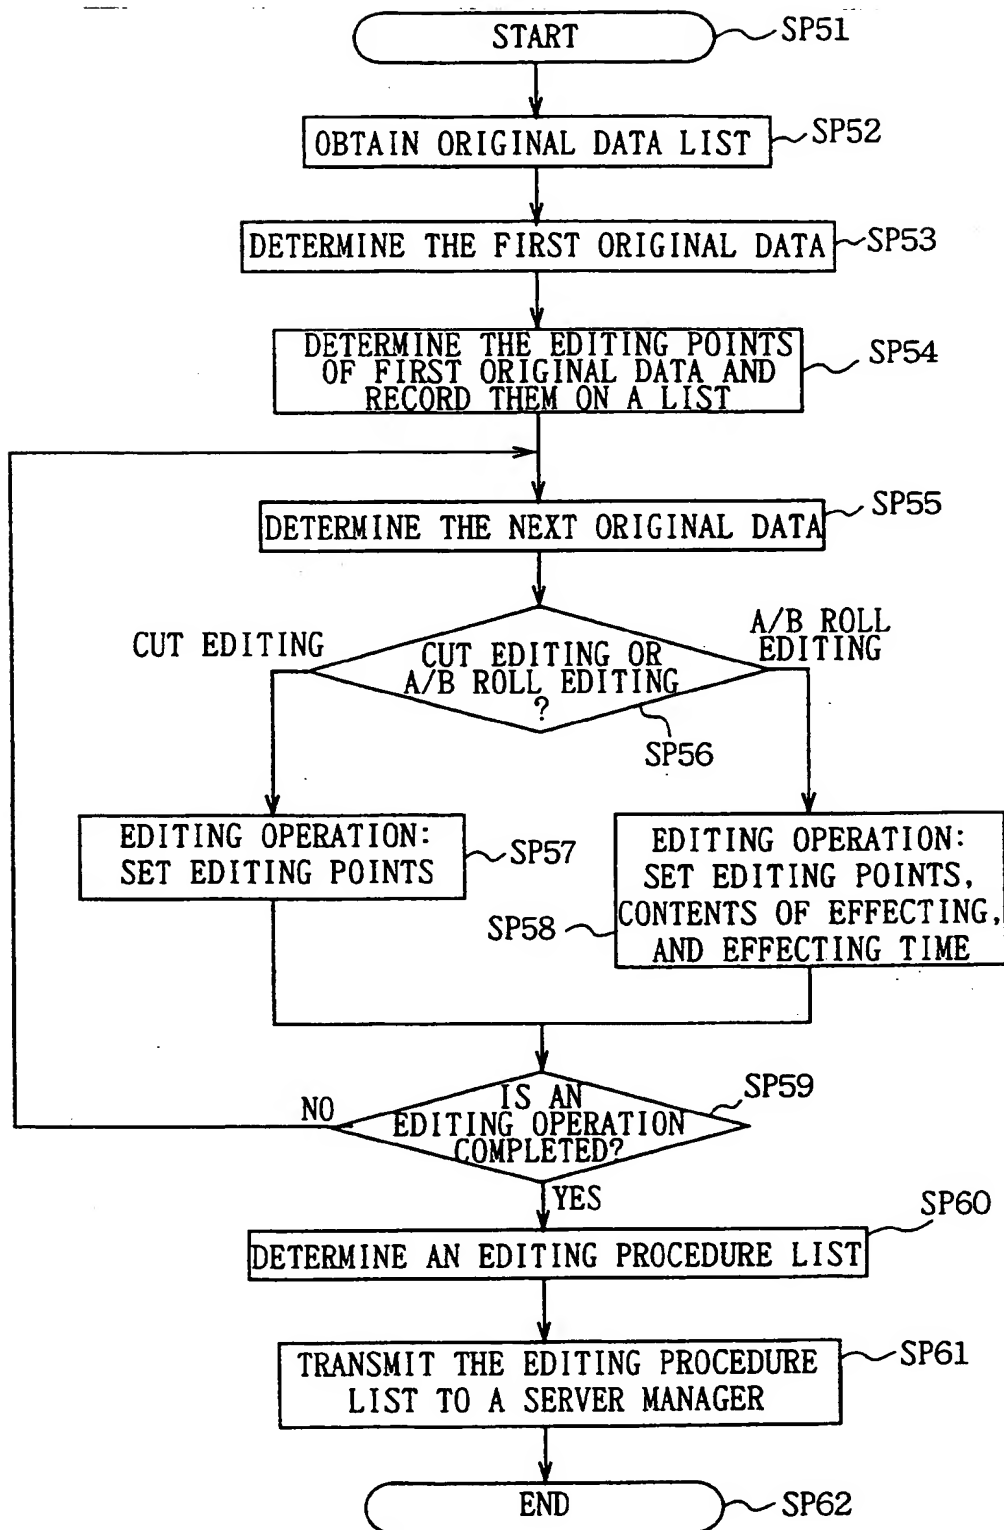 START
SP51
OBTAIN ORIGINAL DATA LIST
SP52
DETERMINE THE FIRST ORIGINAL DATA
SP53
DETERMINE THE EDITING POINTS
OF FIRST ORIGINAL DATA AND
RECORD THEM ON A LIST
SP54
DETERMINE THE NEXT ORIGINAL DATA
SP55
CUT EDITING
CUT EDITING OR
A/B ROLL EDITING
?
A/B ROLL
EDITING
SP56
EDITING OPERATION:
SET EDITING POINTS
SP57
EDITING OPERATION:
SET EDITING POINTS,
CONTENTS OF EFFECTING,
AND EFFECTING TIME
SP58
NO
IS AN
EDITING OPERATION
COMPLETED?
SP59
YES
DETERMINE AN EDITING PROCEDURE LIST
SP60
TRANSMIT THE EDITING PROCEDURE
LIST TO A SERVER MANAGER
SP61
END
SP62